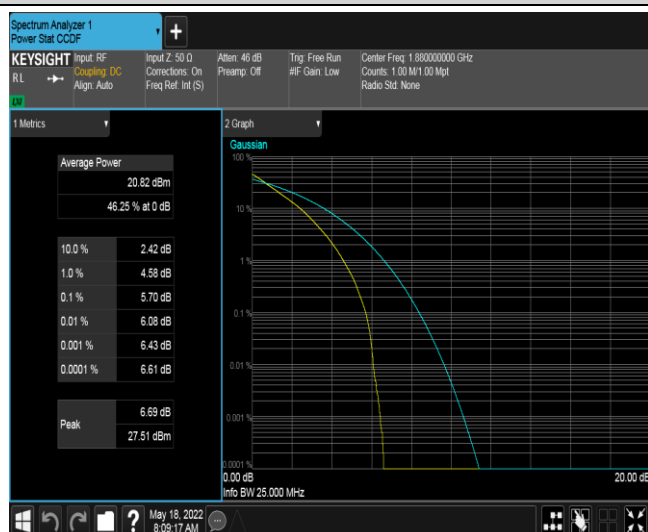 Spectrum Analyzer 1
Power Stat CCDF
KEYSIGHT
RL
LXI
Input: RF
Coupling: DC
Align: Auto
Input Z: 50 Ω
Corrections: On
Freq Ref: Int (S)
Atten: 46 dB
Preamp: Off
Trig: Free Run
#IF Gain: Low
Center Freq: 1.880000000 GHz
Counts: 1.00 M/1.00 Mpt
Radio Std: None
1 Metrics
Average Power
20.82 dBm
46.25 % at 0 dB
10.0 % 2.42 dB
1.0 % 4.58 dB
0.1 % 5.70 dB
0.01 % 6.08 dB
0.001 % 6.43 dB
0.0001 % 6.61 dB
Peak 6.69 dB
27.51 dBm
2 Graph
Gaussian
100 %
10 %
1 %
0.1 %
0.01 %
0.001 %
0.0001 %
0.00 dB 20.00 dB
Info BW 25.000 MHz
?
May 18, 2022
8:09:17 AM